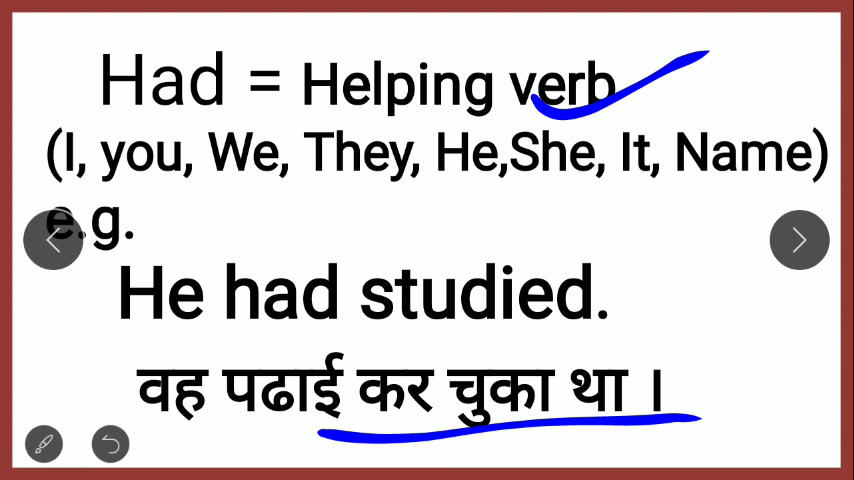 Had = Helping verb
(I, you, We, They, He,She, It, Name)
e.g.
He had studied.
वह पढाई कर चुका था ।